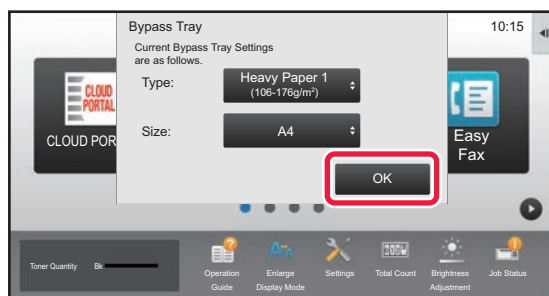 Bypass Tray
10:15
Current Bypass Tray Settings
are as follows.
Type:
Heavy Paper 1
(106-176g/m²)
Size:
A4
OK
CLOUD
PORTAL
CLOUD POR
Easy
Fax
Toner Quantity
Bk
Operation
Guide
Enlarge
Display Mode
Settings
Total Count
Brightness
Adjustment
Job Status